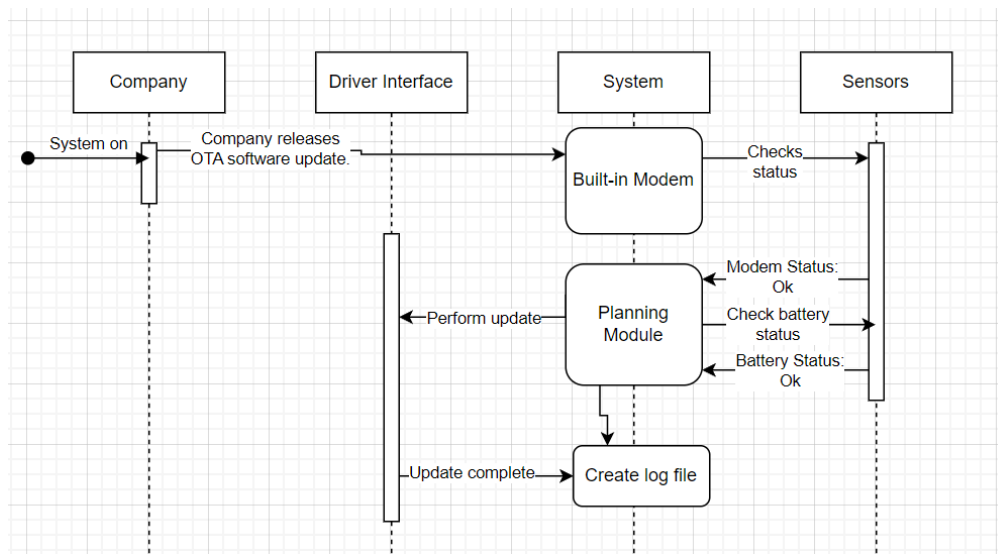 Company
Driver Interface
System
Sensors
System on
Company releases
OTA software update.
Built-in Modem
Checks
status
Modem Status:
Ok
Perform update
Planning
Module
Check battery
status
Battery Status:
Ok
Update complete
Create log file